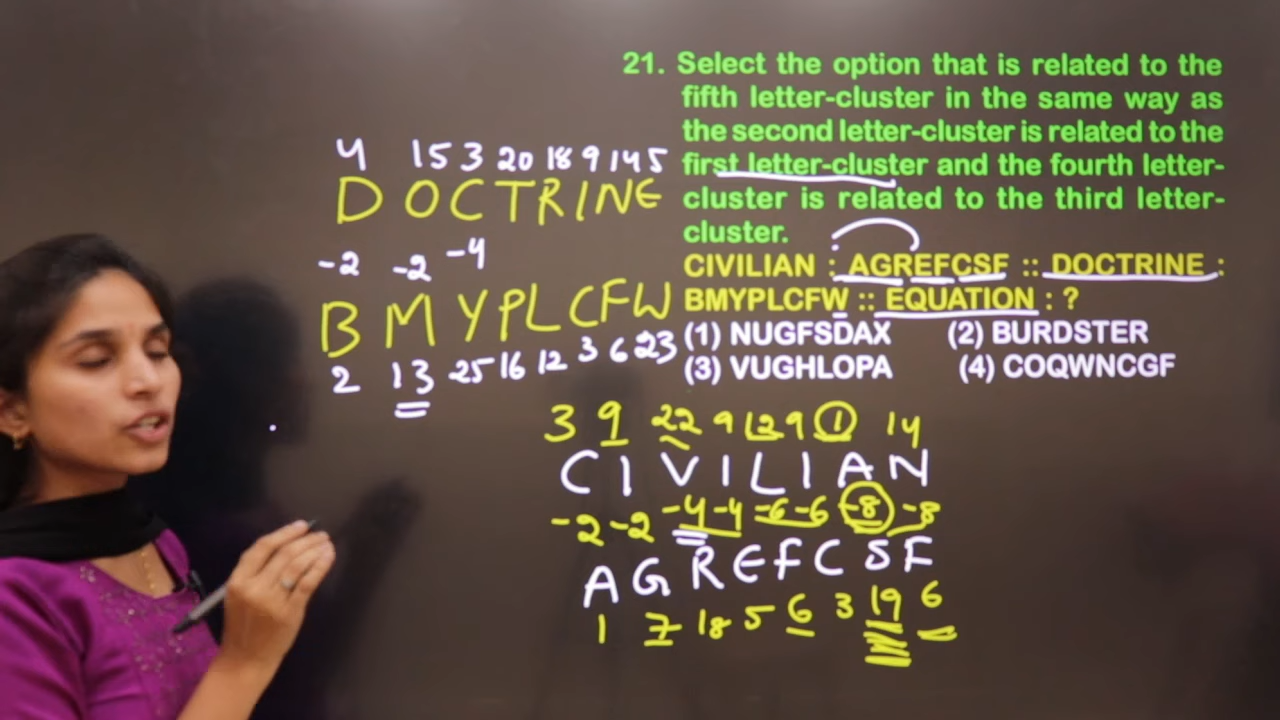 21. Select the option that is related to the
fifth letter-cluster in the same way as
the second letter-cluster is related to the
first letter-cluster and the fourth letter-
cluster is related to the third letter-
cluster.
CIVILIAN : AGREFCSF :: DOCTRINE :
BMYPLCFW :: EQUATION : ?
(1) NUGFSDAX (2) BURDSTER
(3) VUGHLOPA (4) COQWNCGF
4 15 3 20 18 9 14 5
DOCTRINE
-2 -2 -4
BMYPLCFW
2 13 25 16 12 3 6 23
3 9 22 9 12 9 1 14
CIVILIAN
-2 -2 -4 -4 -6 -6 -8 -8
AGREFCSF
1 7 18 5 6 3 19 6